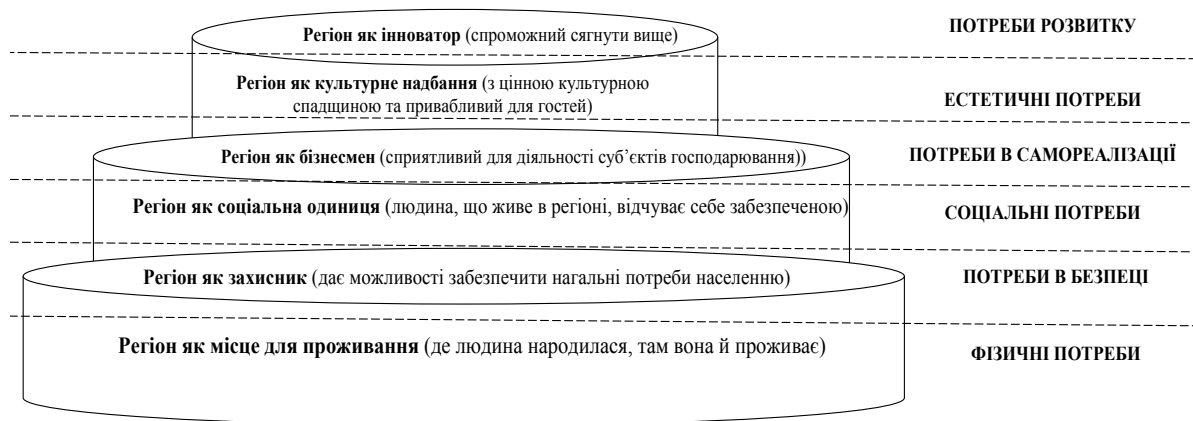 Регіон як інноватор (спроможний сягнути вище)
ПОТРЕБИ РОЗВИТКУ
Регіон як культурне надбання (з цінною культурною
спадщиною та привабливий для гостей)
ЕСТЕТИЧНІ ПОТРЕБИ
Регіон як бізнесмен (сприятливий для діяльності суб’єктів господарювання))
ПОТРЕБИ В САМОРЕАЛІЗАЦІЇ
Регіон як соціальна одиниця (людина, що живе в регіоні, відчуває себе забезпеченою)
СОЦІАЛЬНІ ПОТРЕБИ
Регіон як захисник (дає можливості забезпечити нагальні потреби населенню)
ПОТРЕБИ В БЕЗПЕЦІ
Регіон як місце для проживання (де людина народилася, там вона й проживає)
ФІЗИЧНІ ПОТРЕБИ